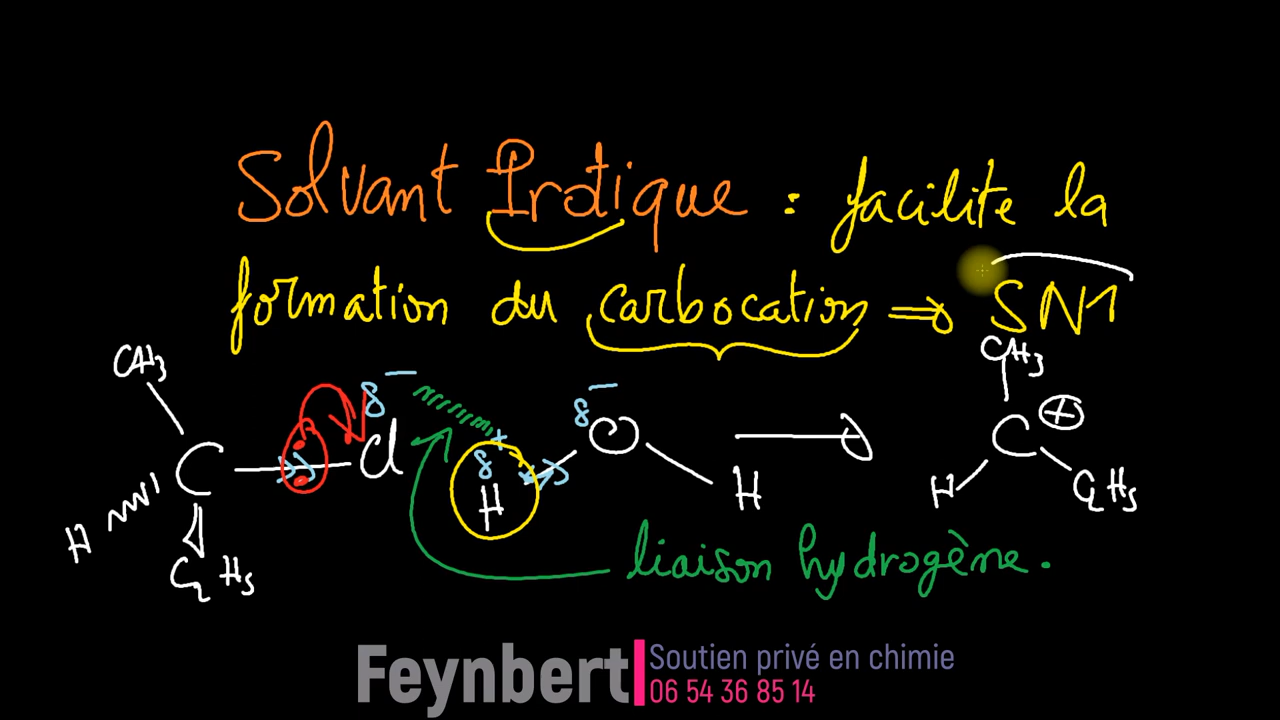 Solvant Protique : facilite la
formation du carbocation ⇒ SN1
CH3
CH3
δ⁻
δ⁻
⊕
C
Cl
δ⁺
O
C
H
H
H
H
C2H5
C2H5
liaison hydrogène.
Feynbert
Soutien privé en chimie
06 54 36 85 14